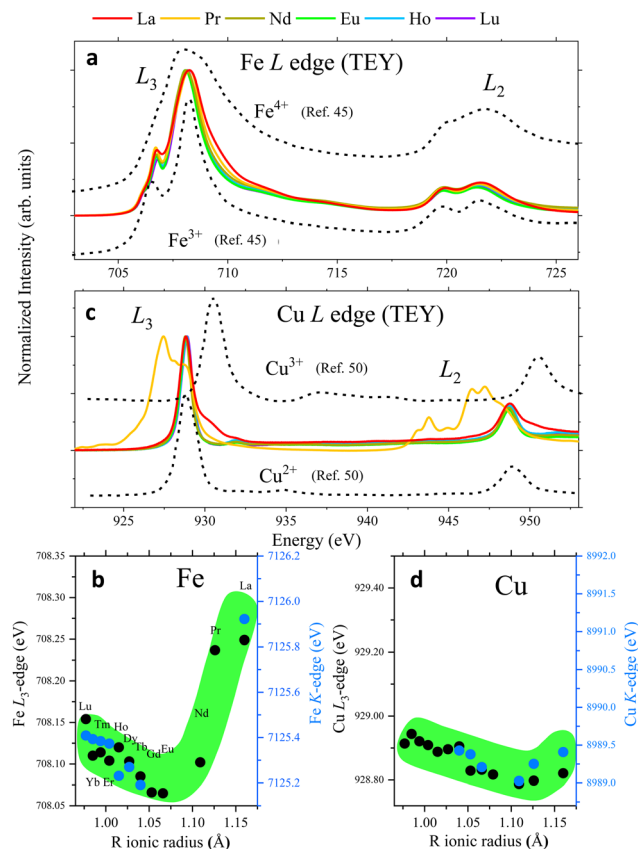 La Pr Nd Eu Ho Lu
a
Fe L edge (TEY)
L3
L2
Fe4+ (Ref. 45)
Fe3+ (Ref. 45)
705 710 715 720 725
Normalized Intensity (arb. units)
c
Cu L edge (TEY)
L3
L2
Cu3+ (Ref. 50)
Cu2+ (Ref. 50)
925 930 935 940 945 950
Energy (eV)
b
Fe
708.35
708.30
708.25
708.20
708.15
708.10
708.05
Fe L3-edge (eV)
7126.2
7126.0
7125.8
7125.6
7125.4
7125.2
Fe K-edge (eV)
La
Pr
Nd
Lu
Tm
Ho
Dy
Tb
Gd
Eu
Yb Er
1.00 1.05 1.10 1.15
R ionic radius (Å)
d
Cu
929.40
929.20
929.00
928.80
Cu L3-edge (eV)
8992.0
8991.5
8991.0
8990.5
8990.0
8989.5
8989.0
Cu K-edge (eV)
1.00 1.05 1.10 1.15
R ionic radius (Å)